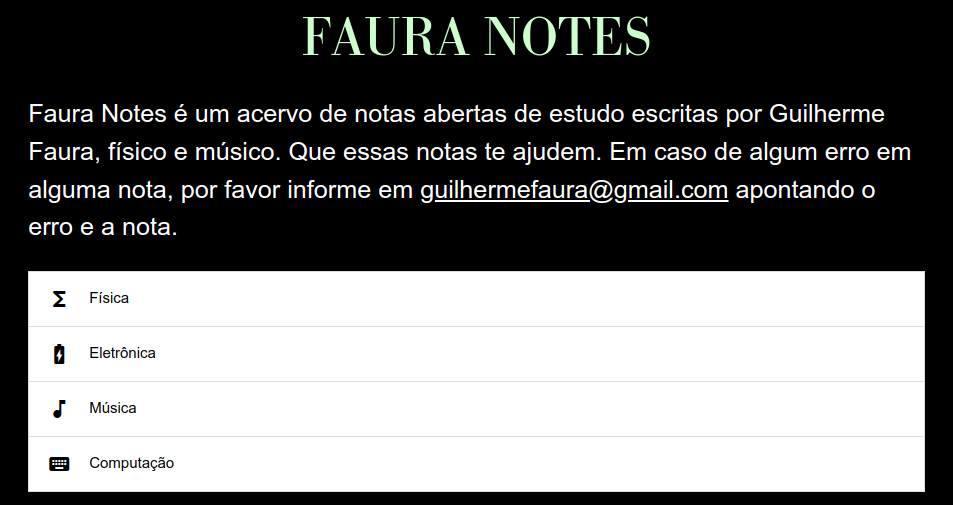 FAURA NOTES
Faura Notes é um acervo de notas abertas de estudo escritas por Guilherme
Faura, físico e músico. Que essas notas te ajudem. Em caso de algum erro em
alguma nota, por favor informe em guilhermefaura@gmail.com apontando o
erro e a nota.
Física
Eletrônica
Música
Computação